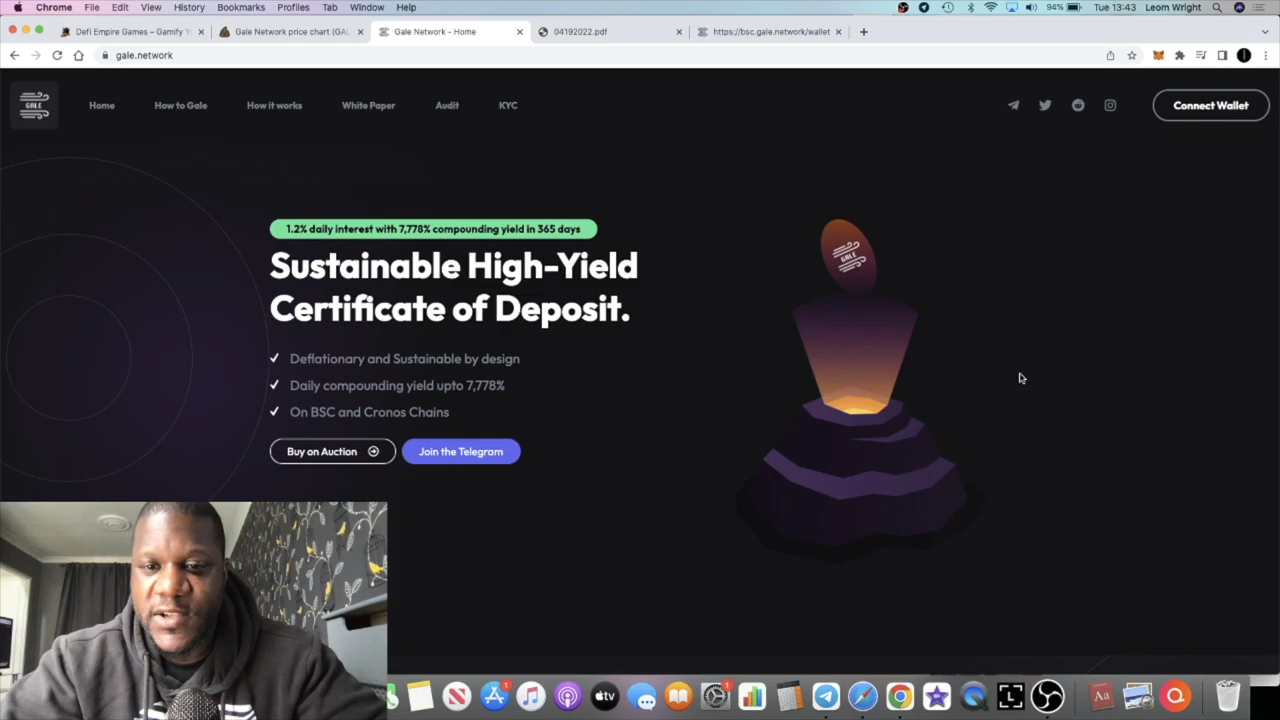 Chrome File Edit View History Bookmarks Profiles Tab Window Help 94% Tue 13:43 Leom Wright
Defi Empire Games – Gamify Y
Gale Network price chart (GAL
Gale Network - Home
04192022.pdf
https://bsc.gale.network/wallet
gale.network
GALE
Home How to Gale How it works White Paper Audit KYC Connect Wallet
1.2% daily interest with 7,778% compounding yield in 365 days
Sustainable High-Yield
Certificate of Deposit.
Deflationary and Sustainable by design
Daily compounding yield upto 7,778%
On BSC and Cronos Chains
Buy on Auction
Join the Telegram
GALE
tv
Aa